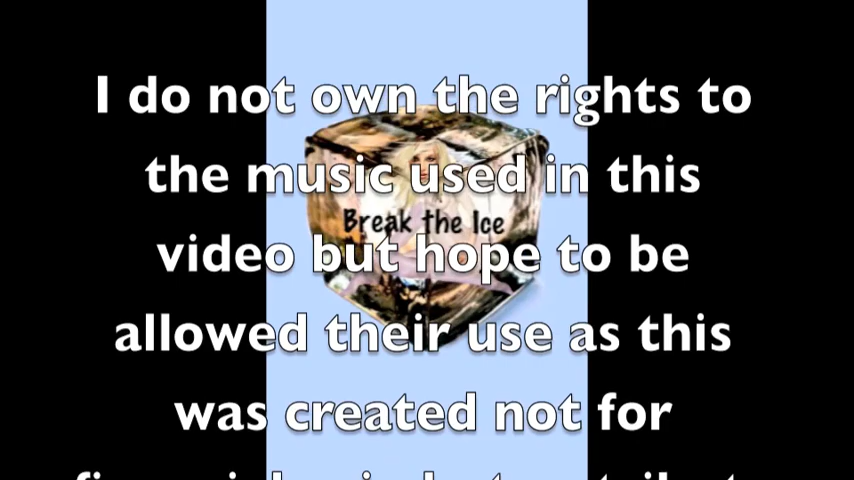 I do not own the rights to
the music used in this
Break the Ice
video but hope to be
allowed their use as this
was created not for